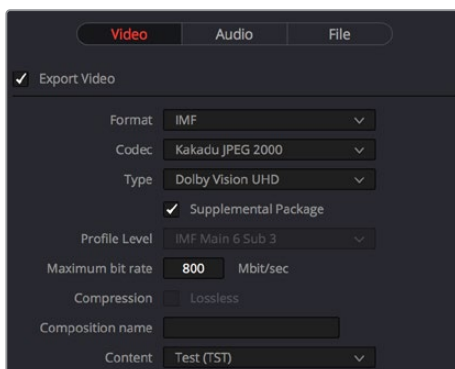 Video Audio File
Export Video
Format IMF
Codec Kakadu JPEG 2000
Type Dolby Vision UHD
Supplemental Package
Profile Level IMF Main 6 Sub 3
Maximum bit rate 800 Mbit/sec
Compression Lossless
Composition name
Content Test (TST)